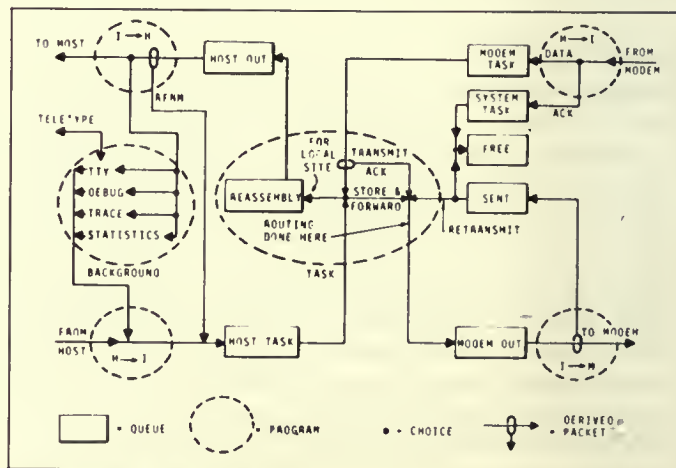 I → H
TO HOST
HOST OUT
RFNM
TELETYPE
TTY
DEBUG
TRACE
STATISTICS
BACKGROUND
FROM HOST
H → I
HOST TASK
FOR LOCAL SITE
TRANSMIT
ACK
REASSEMBLY
STORE & FORWARD
ROUTING DONE HERE
TASK
MODEM TASK
DATA
M → I
FROM MODEM
SYSTEM TASK
ACK
FREE
SENT
RETRANSMIT
MODEM OUT
TO MODEM
I → M
= QUEUE
= PROGRAM
= CHOICE
= DERIVED PACKET